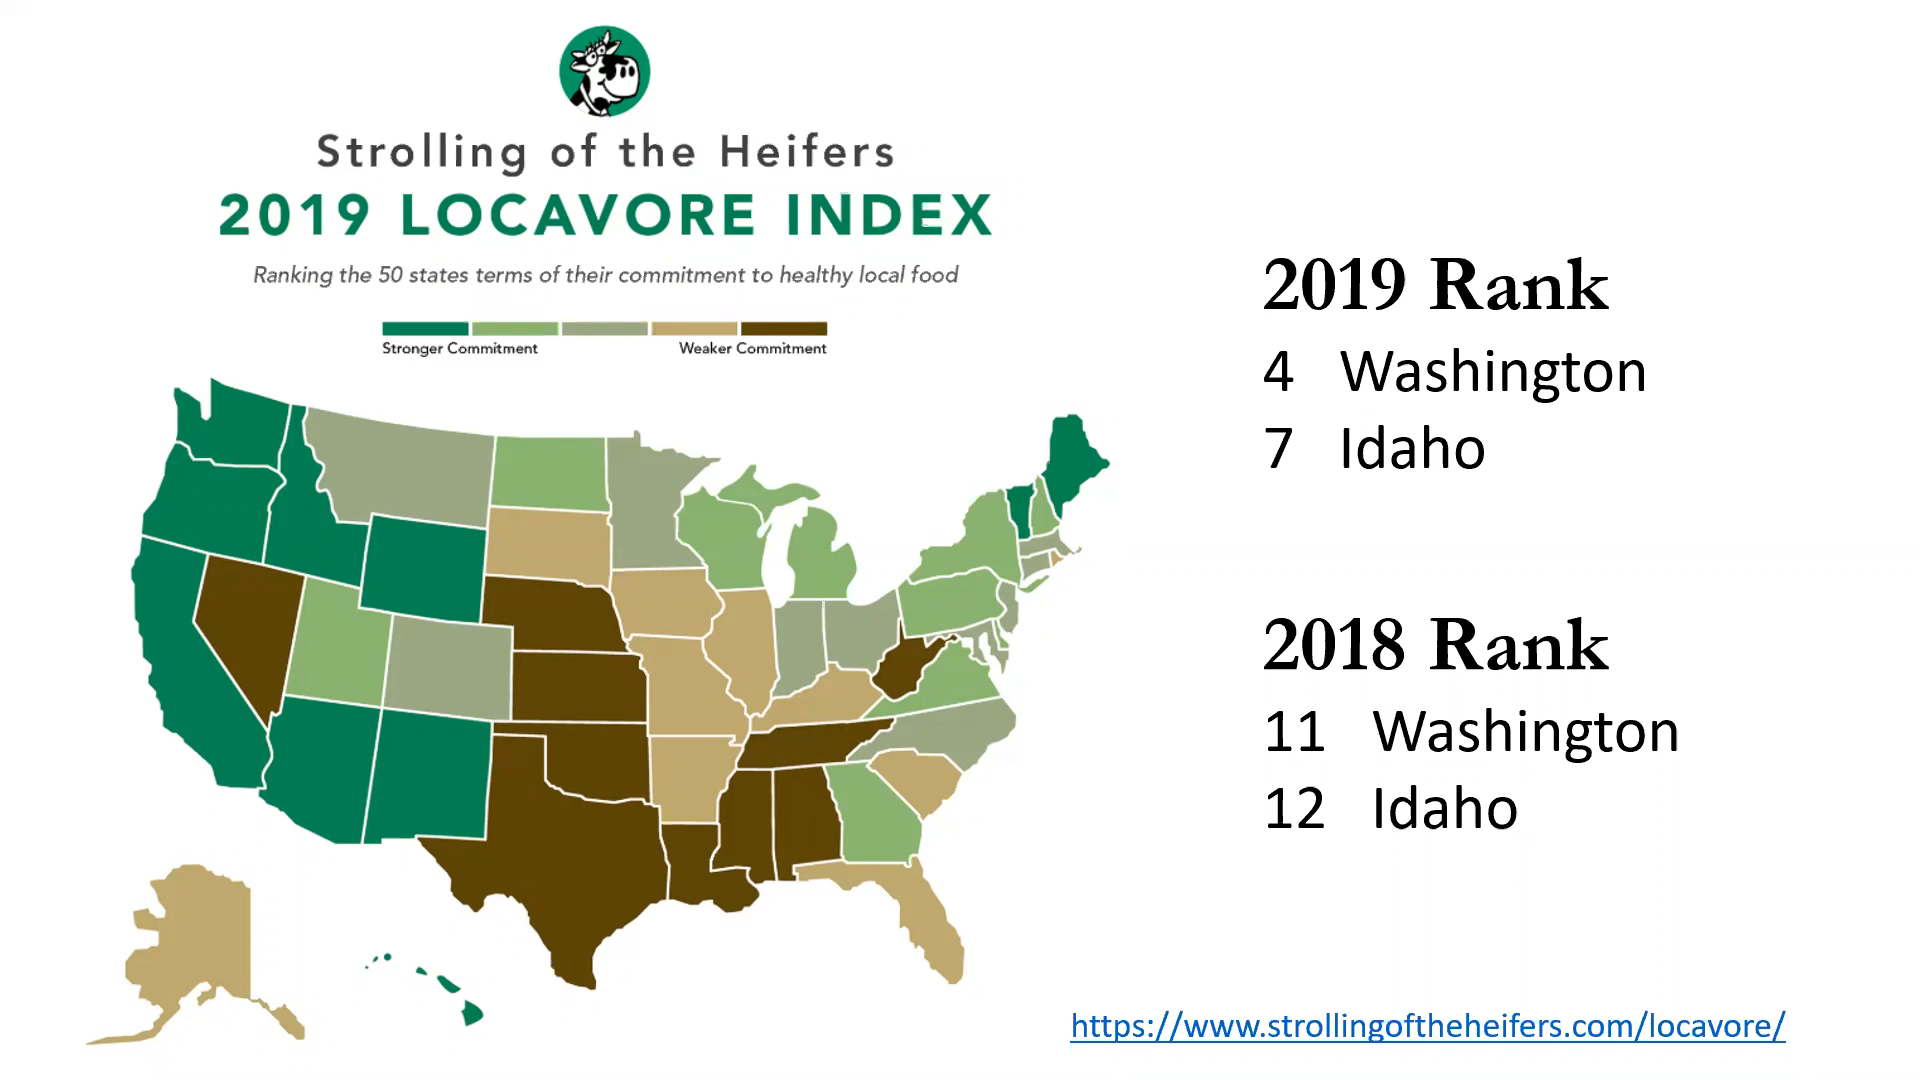 Strolling of the Heifers
2019 LOCAVORE INDEX
Ranking the 50 states terms of their commitment to healthy local food
Stronger Commitment Weaker Commitment
2019 Rank
4 Washington
7 Idaho
2018 Rank
11 Washington
12 Idaho
https://www.strollingoftheheifers.com/locavore/